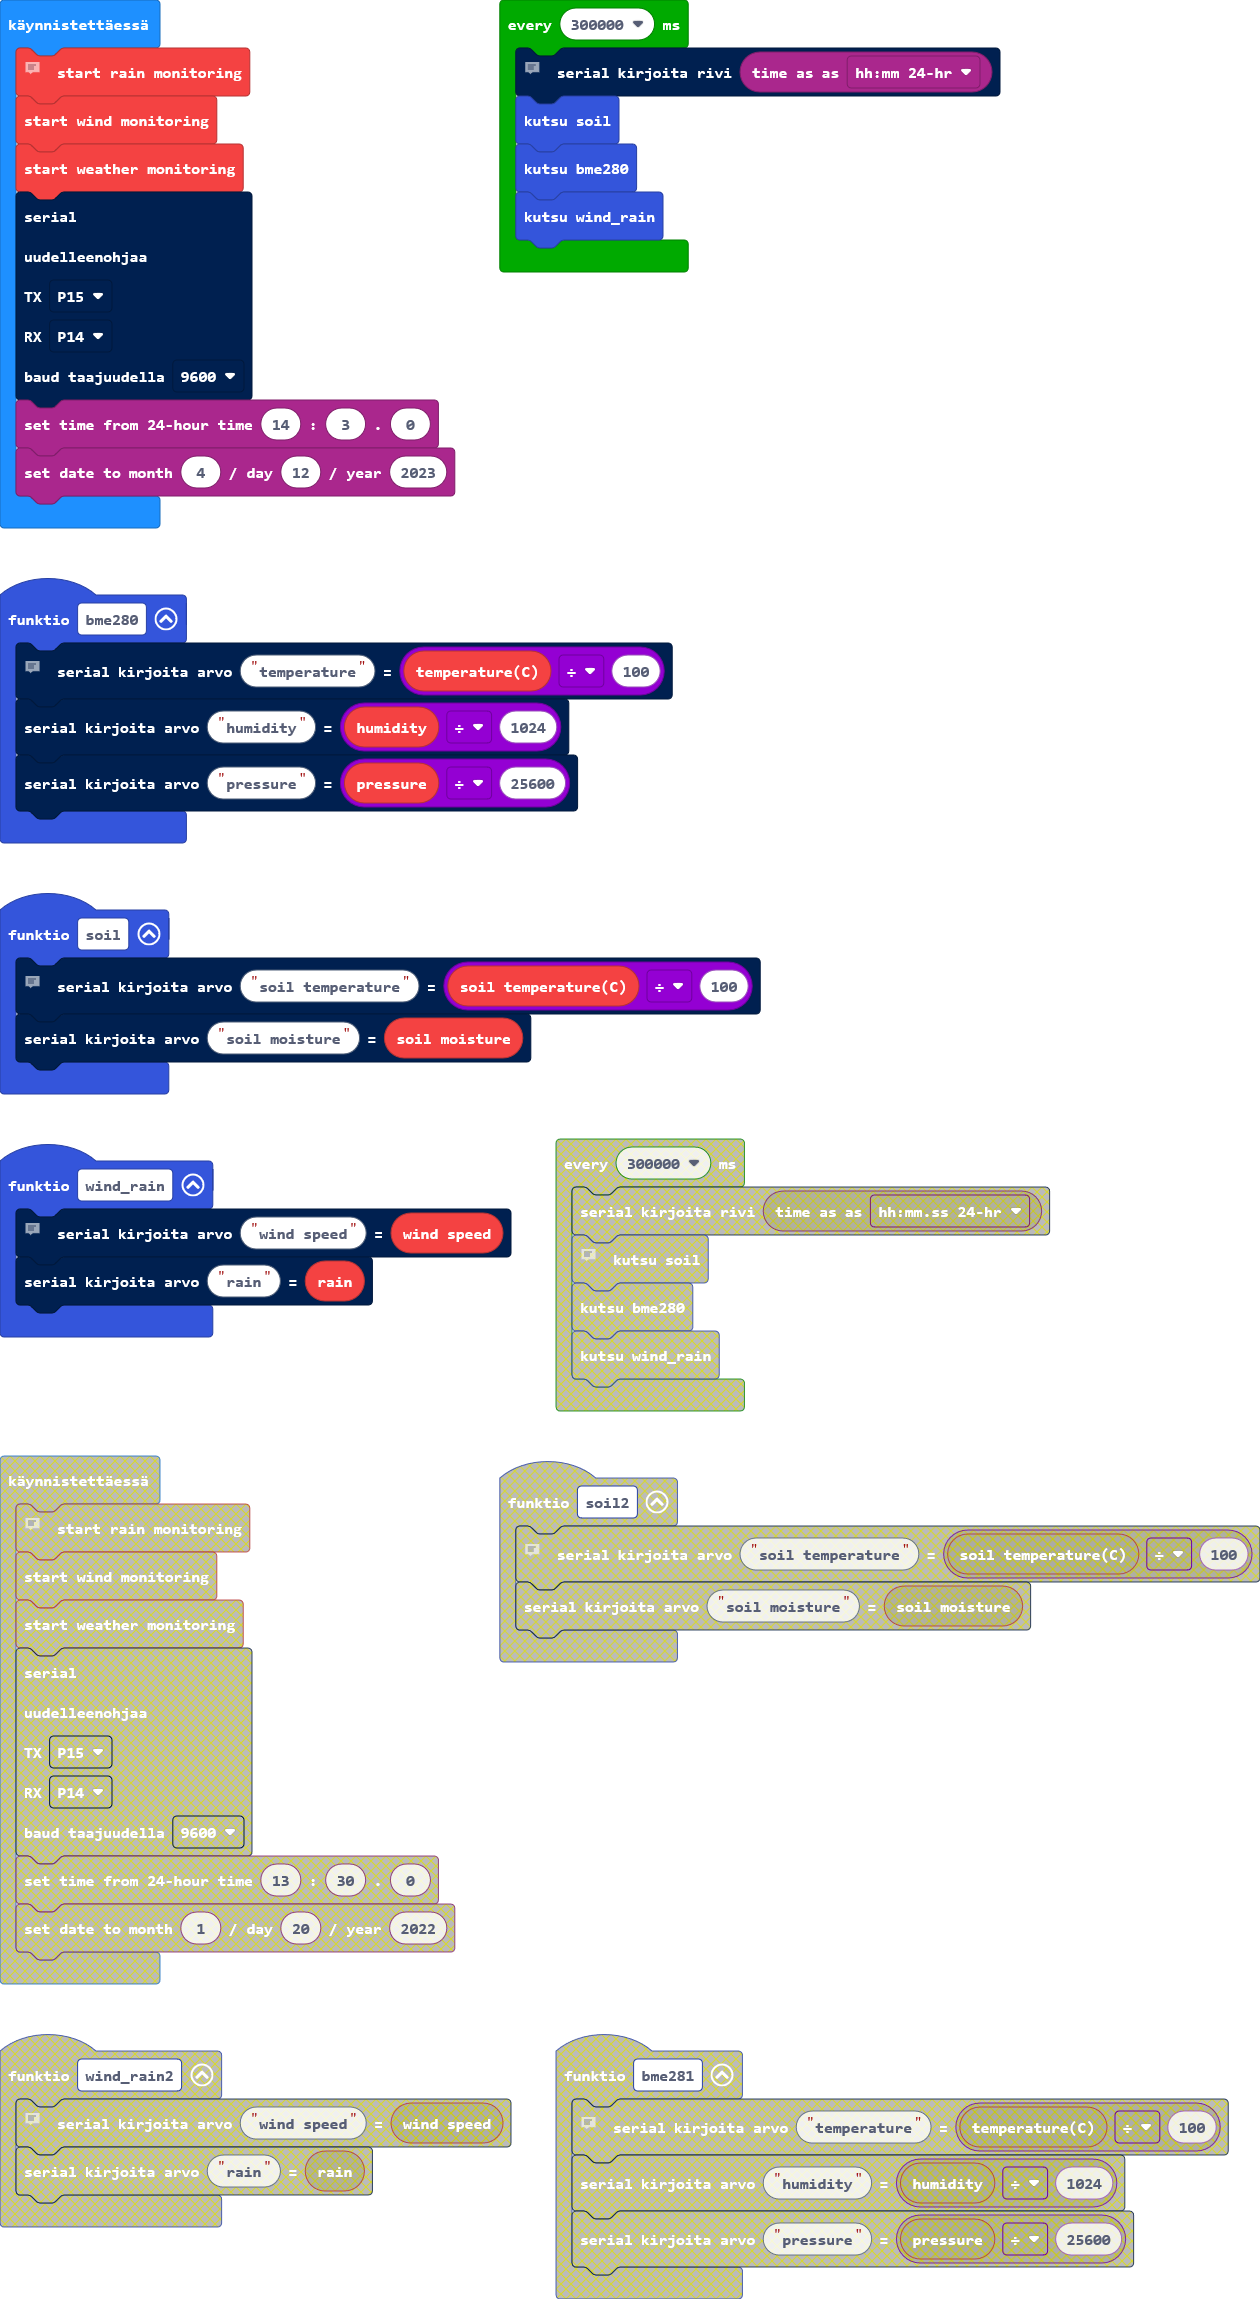 käynnistettäessä
start rain monitoring
start wind monitoring
start weather monitoring
serial
uudelleenohjaa
TX P15
RX P14
baud taajuudella 9600
set time from 24-hour time 14 : 3 . 0
set date to month 4 / day 12 / year 2023
every 300000 ms
serial kirjoita rivi time as as hh:mm 24-hr
kutsu soil
kutsu bme280
kutsu wind_rain
funktio bme280
serial kirjoita arvo "temperature" = temperature(C) ÷ 100
serial kirjoita arvo "humidity" = humidity ÷ 1024
serial kirjoita arvo "pressure" = pressure ÷ 25600
funktio soil
serial kirjoita arvo "soil temperature" = soil temperature(C) ÷ 100
serial kirjoita arvo "soil moisture" = soil moisture
funktio wind_rain
serial kirjoita arvo "wind speed" = wind speed
serial kirjoita arvo "rain" = rain
every 300000 ms
serial kirjoita rivi time as as hh:mm.ss 24-hr
kutsu soil
kutsu bme280
kutsu wind_rain
käynnistettäessä
start rain monitoring
start wind monitoring
start weather monitoring
serial
uudelleenohjaa
TX P15
RX P14
baud taajuudella 9600
set time from 24-hour time 13 : 30 . 0
set date to month 1 / day 20 / year 2022
funktio soil2
serial kirjoita arvo "soil temperature" = soil temperature(C) ÷ 100
serial kirjoita arvo "soil moisture" = soil moisture
funktio wind_rain2
serial kirjoita arvo "wind speed" = wind speed
serial kirjoita arvo "rain" = rain
funktio bme281
serial kirjoita arvo "temperature" = temperature(C) ÷ 100
serial kirjoita arvo "humidity" = humidity ÷ 1024
serial kirjoita arvo "pressure" = pressure ÷ 25600